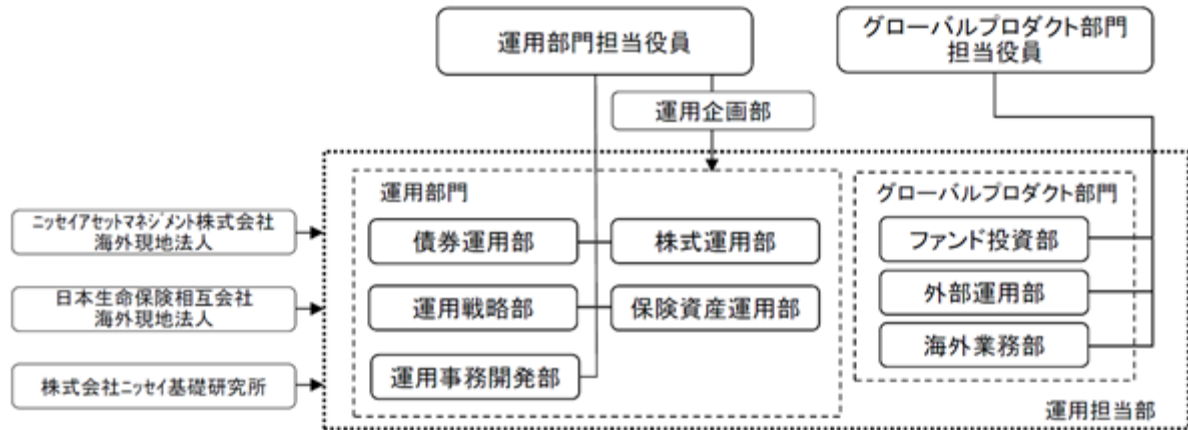 運用部門担当役員
グローバルプロダクト部門
担当役員
運用企画部
運用部門
グローバルプロダクト部門
ニッセイアセットマネジメント株式会社
海外現地法人
債券運用部
株式運用部
ファンド投資部
日本生命保険相互会社
海外現地法人
運用戦略部
保険資産運用部
外部運用部
株式会社ニッセイ基礎研究所
運用事務開発部
海外業務部
運用担当部